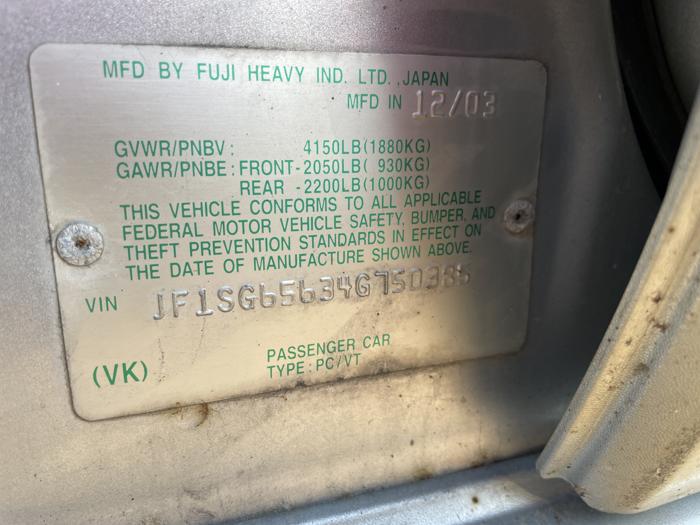 MFD BY FUJI HEAVY IND. LTD., JAPAN
MFD IN 12/03
GVWR/PNBV: 4150LB(1880KG)
GAWR/PNBE: FRONT-2050LB( 930KG)
REAR -2200LB(1000KG)
THIS VEHICLE CONFORMS TO ALL APPLICABLE
FEDERAL MOTOR VEHICLE SAFETY, BUMPER, AND
THEFT PREVENTION STANDARDS IN EFFECT ON
THE DATE OF MANUFACTURE SHOWN ABOVE.
VIN JF1SG65634G750385
(VK) PASSENGER CAR
TYPE: PC/VT